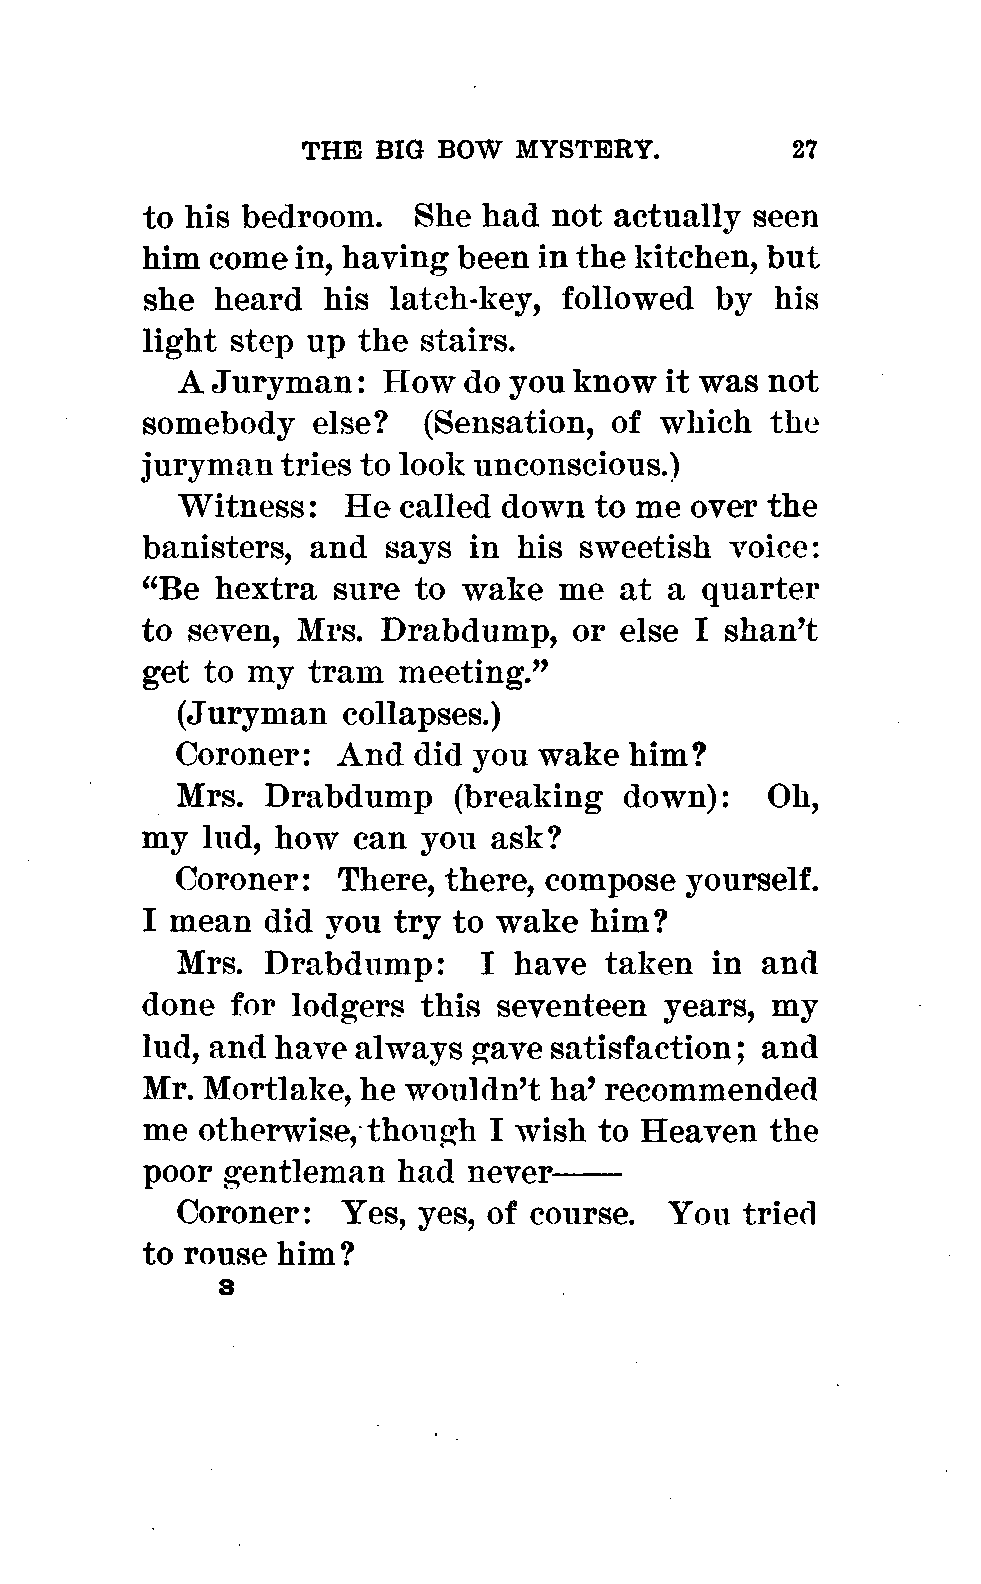 THE BIG BOW MYSTERY. 27
to his bedroom. She had not actually seen
him come in, having been in the kitchen, but
she heard his latch-key, followed by his
light step up the stairs.
A Juryman: How do you know it was not
somebody else? (Sensation, of which the
juryman tries to look unconscious.)
Witness: He called down to me over the
banisters, and says in his sweetish voice:
“Be hextra sure to wake me at a quarter
to seven, Mrs. Drabdump, or else I shan’t
get to my tram meeting.”
(Juryman collapses.)
Coroner: And did you wake him?
Mrs. Drabdump (breaking down): Oh,
my lud, how can you ask?
Coroner: There, there, compose yourself.
I mean did you try to wake him?
Mrs. Drabdump: I have taken in and
done for lodgers this seventeen years, my
lud, and have always gave satisfaction; and
Mr. Mortlake, he wouldn’t ha’ recommended
me otherwise, though I wish to Heaven the
poor gentleman had never——
Coroner: Yes, yes, of course. You tried
to rouse him?
3